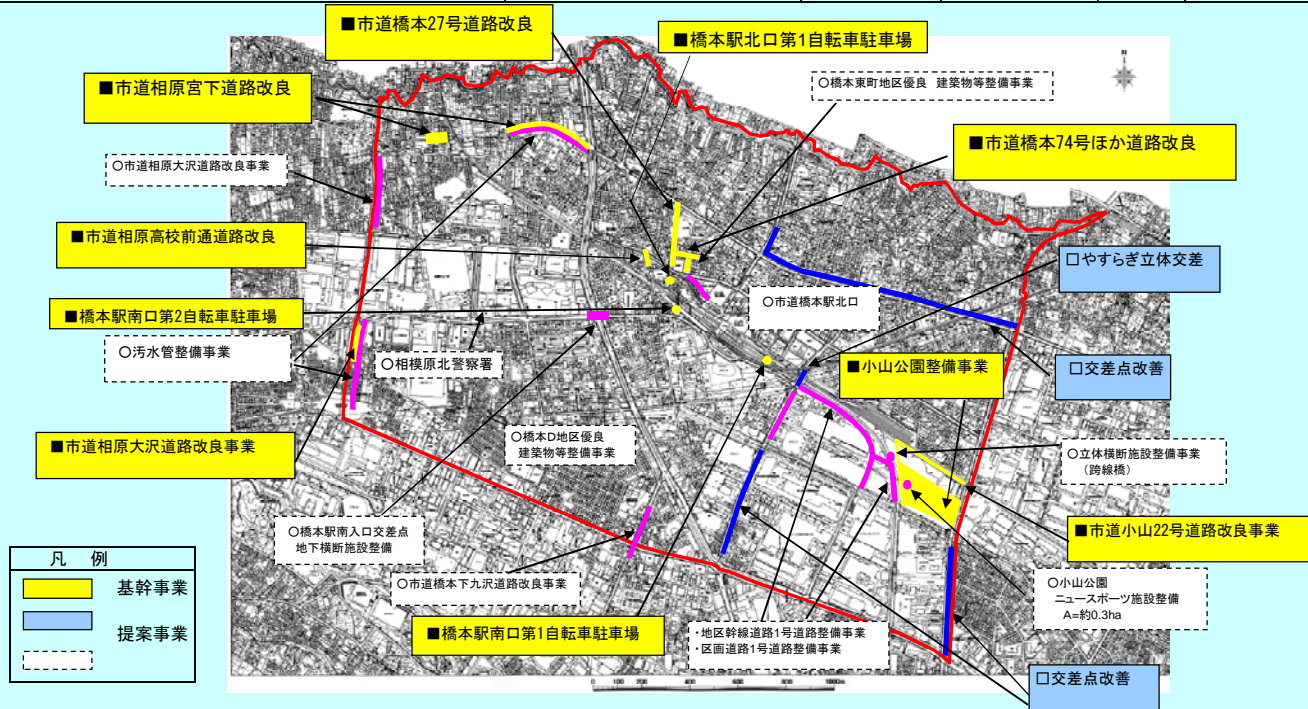 ■市道橋本27号道路改良
■橋本駅北口第1自転車駐車場
○橋本東町地区優良 建築物等整備事業
N
■市道相原宮下道路改良
■市道橋本74号ほか道路改良
○市道相原大沢道路改良事業
■市道相原高校前通道路改良
□やすらぎ立体交差
○市道橋本駅北口
■橋本駅南口第2自転車駐車場
○汚水管整備事業
○相模原北警察署
■小山公園整備事業
□交差点改善
■市道相原大沢道路改良事業
○橋本D地区優良
建築物等整備事業
○立体横断施設整備事業
(跨線橋)
○橋本駅南入口交差点
地下横断施設整備
■市道小山22号道路改良事業
○市道橋本下九沢道路改良事業
○小山公園
ニュースポーツ施設整備
A=約0.3ha
■橋本駅南口第1自転車駐車場
・地区幹線道路1号道路整備事業
・区画道路1号道路整備事業
□交差点改善
凡 例
基幹事業
提案事業
0 100 200 400 600 800 1000m